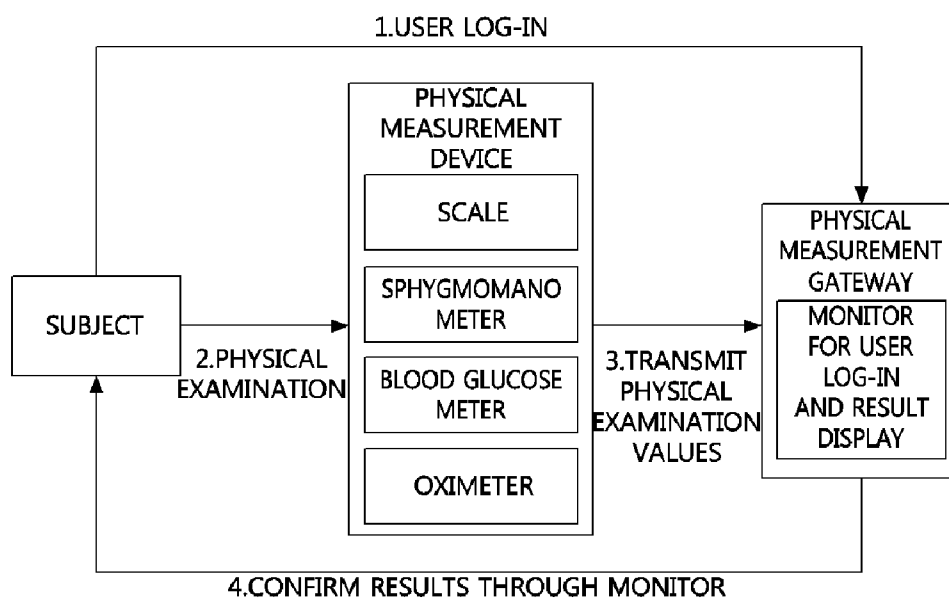 1.USER LOG-IN
PHYSICAL
MEASUREMENT
DEVICE
SCALE
SPHYGMOMANO
METER
BLOOD GLUCOSE
METER
OXIMETER
SUBJECT
2.PHYSICAL
EXAMINATION
3.TRANSMIT
PHYSICAL
EXAMINATION
VALUES
PHYSICAL
MEASUREMENT
GATEWAY
MONITOR
FOR USER
LOG-IN
AND RESULT
DISPLAY
4.CONFIRM RESULTS THROUGH MONITOR